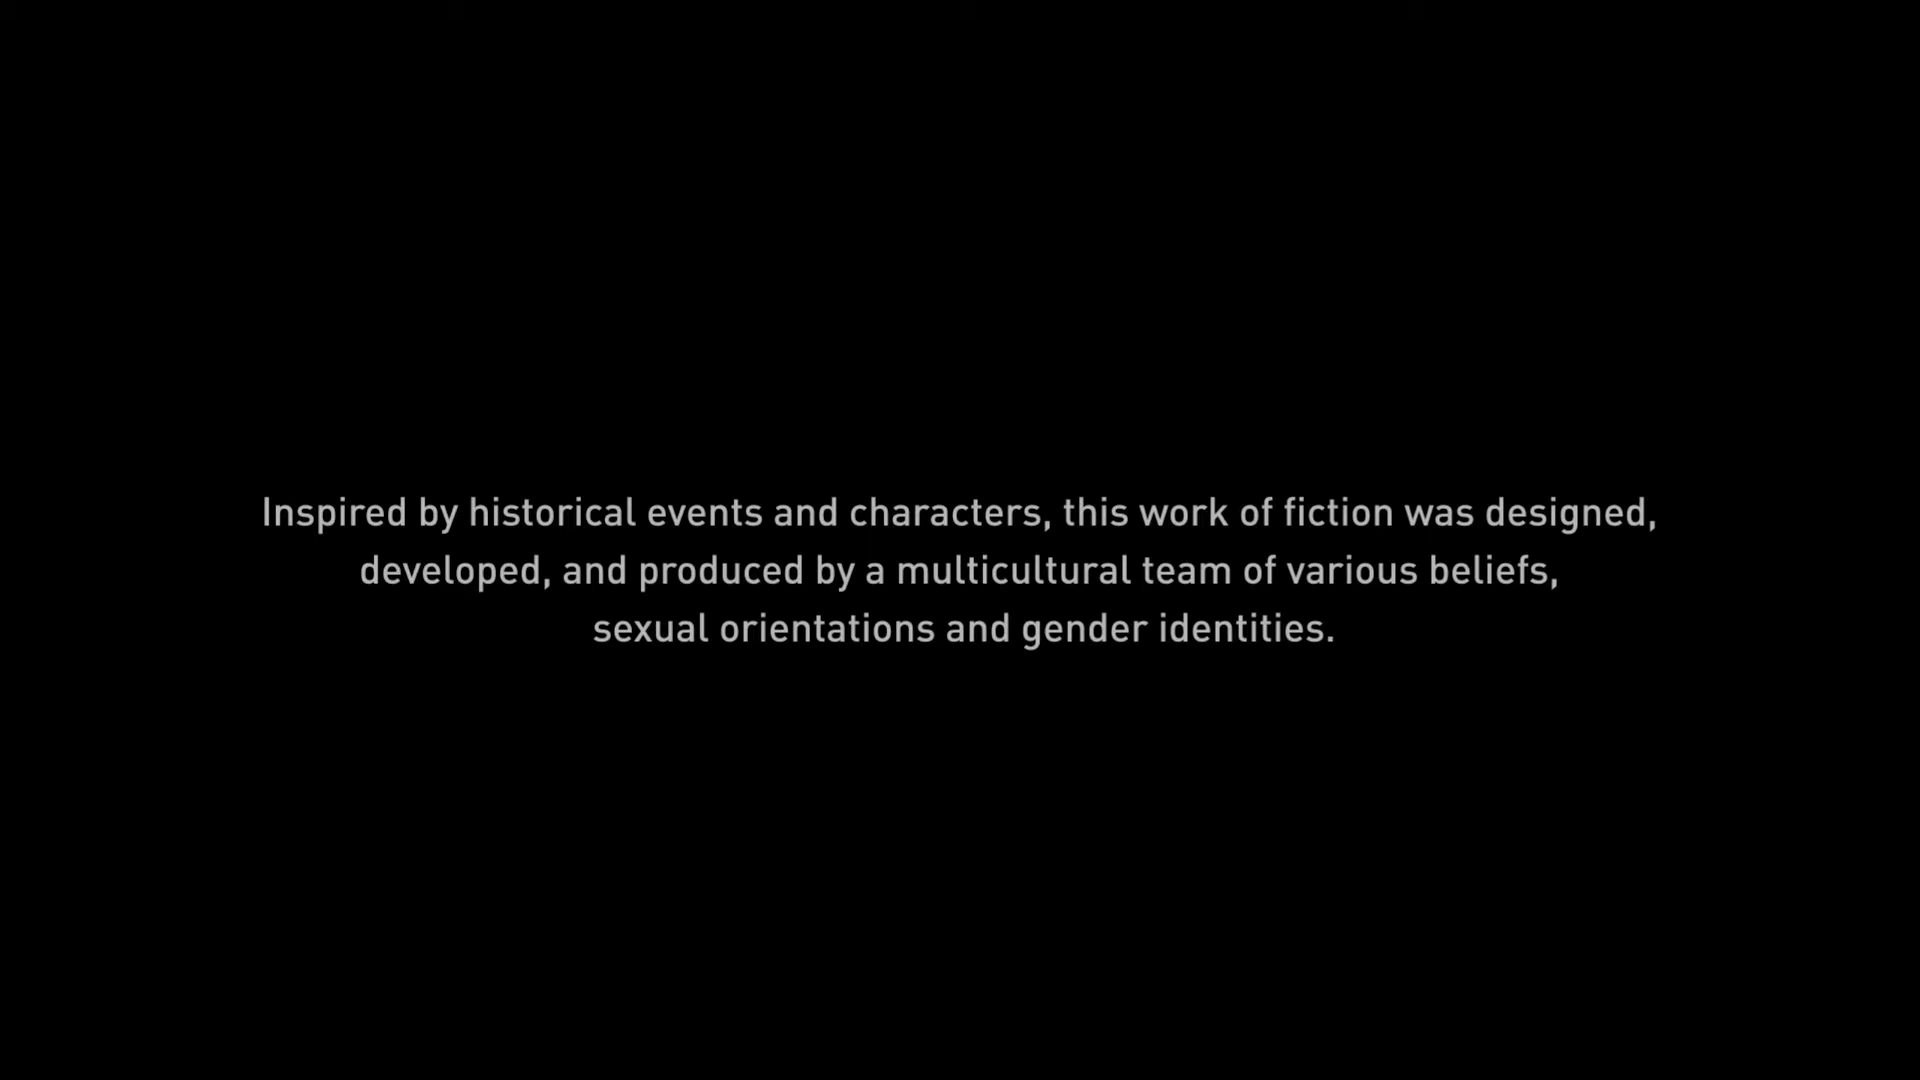 Inspired by historical events and characters, this work of fiction was designed,
developed, and produced by a multicultural team of various beliefs,
sexual orientations and gender identities.